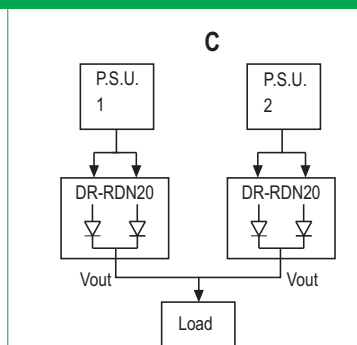 C
P.S.U.
1
P.S.U.
2
DR-RDN20
DR-RDN20
Vout
Vout
Load